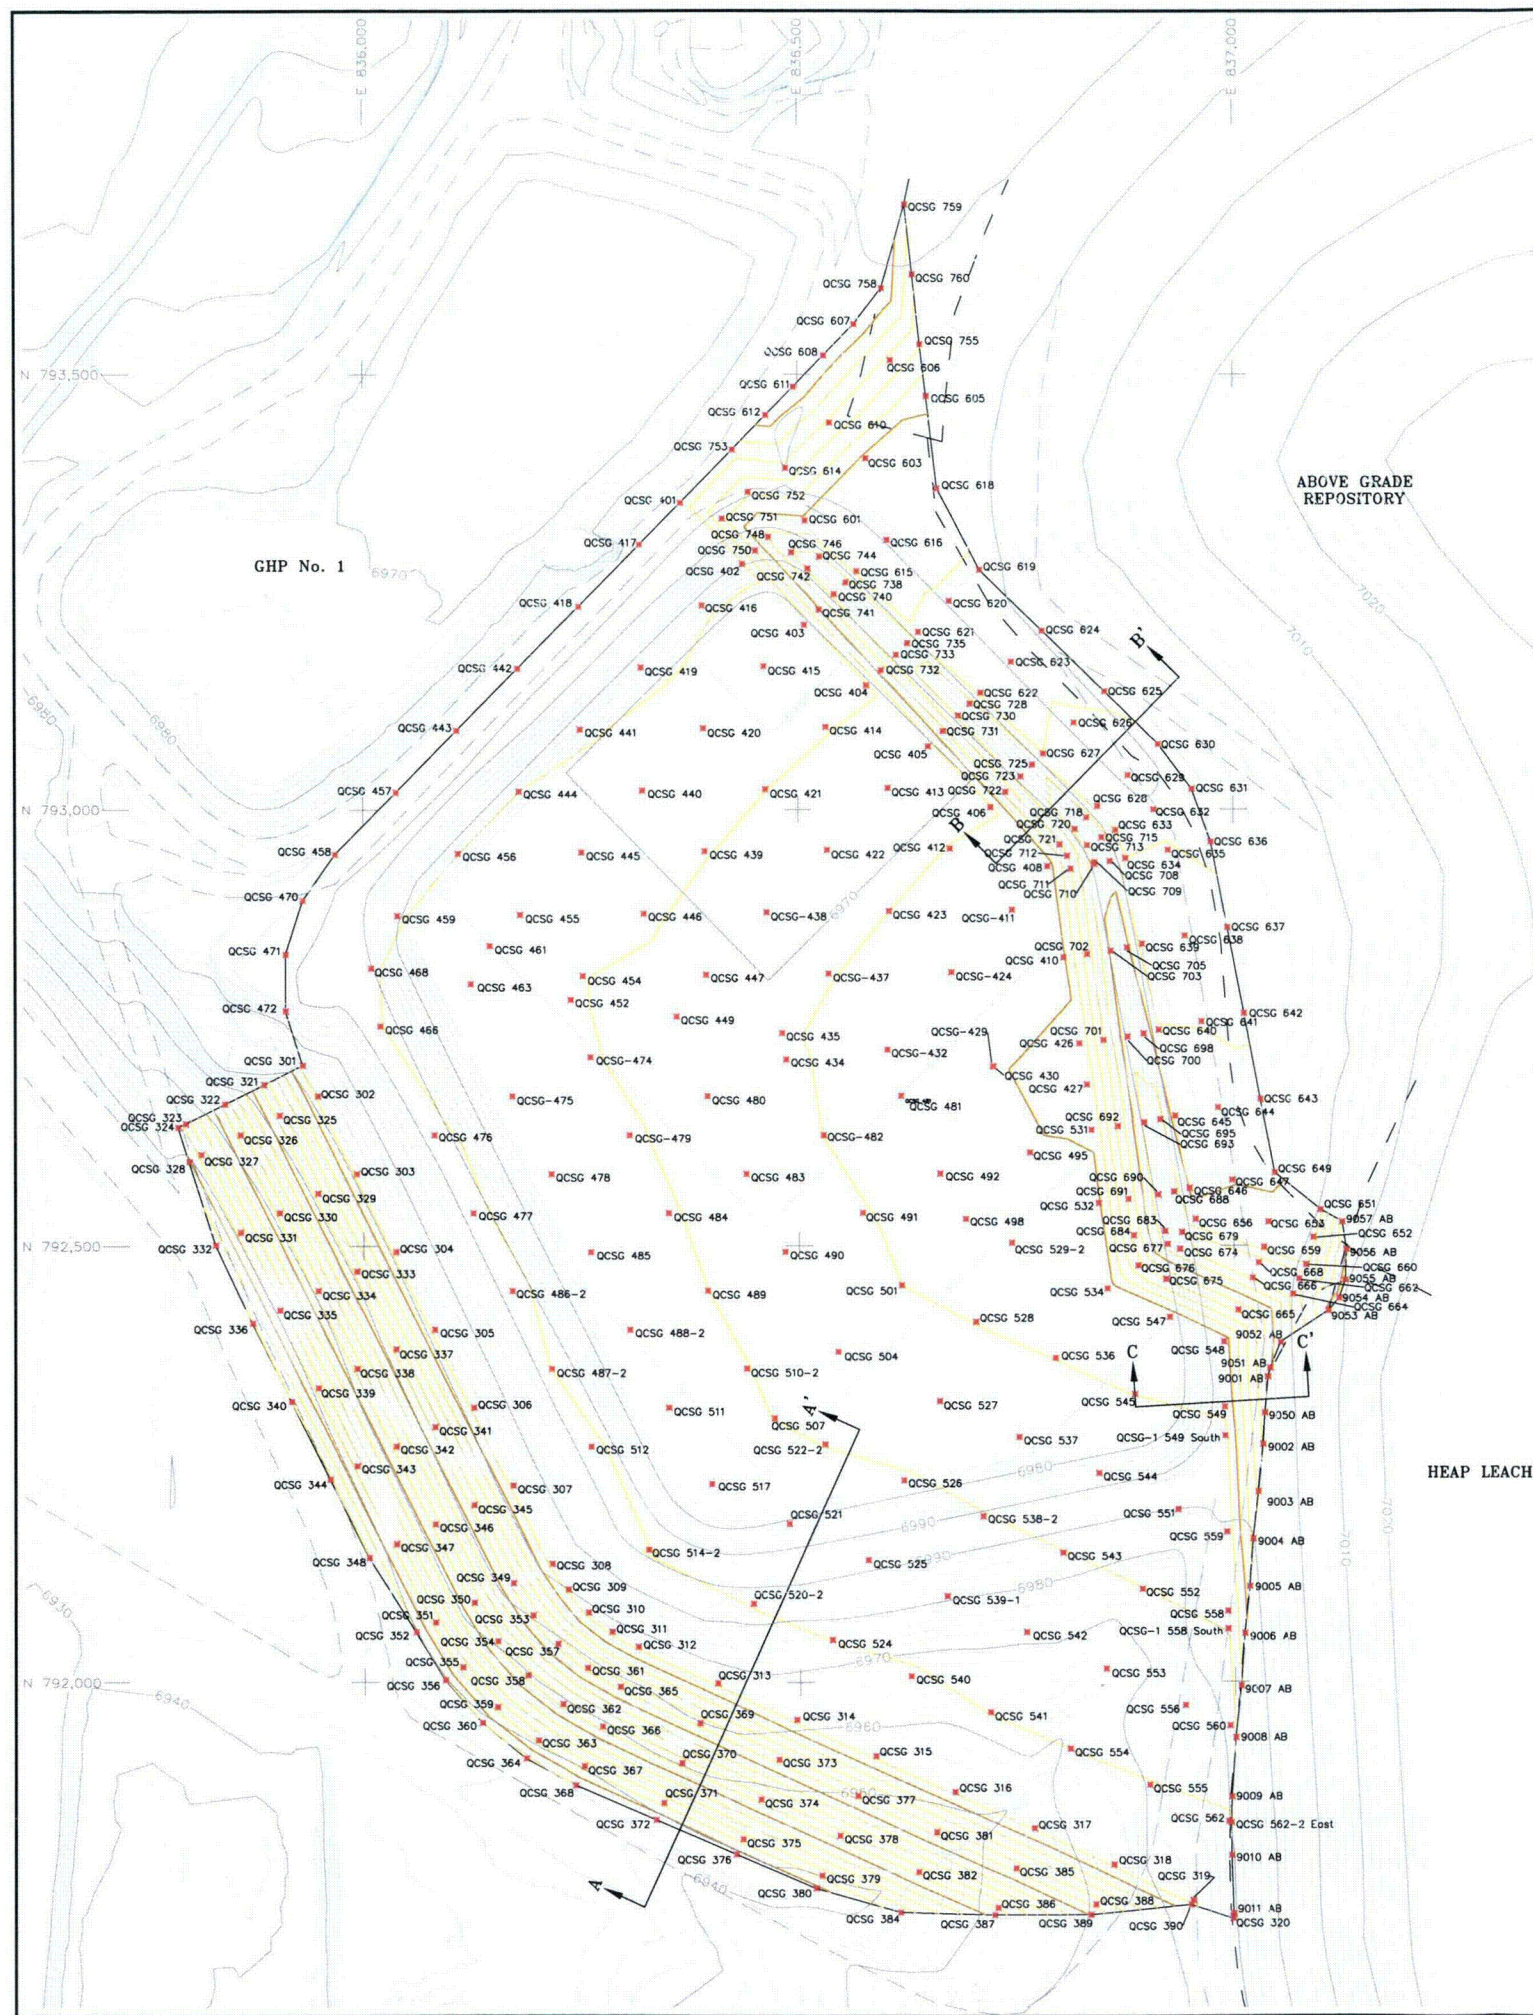 E 836,000
E 836,500
E 837,000
QCSG 759
QCSG 758
QCSG 760
QCSG 607
QCSG 608
QCSG 755
QCSG 606
N 793,500
QCSG 611
QCSG 605
QCSG 612
QCSG 610
QCSG 753
QCSG 603
QCSG 614
ABOVE GRADE
REPOSITORY
QCSG 618
QCSG 752
QCSG 401
QCSG 751
QCSG 601
QCSG 748
QCSG 746
QCSG 616
QCSG 417
QCSG 750
QCSG 744
GHP No. 1
6970
QCSG 402
QCSG 742
QCSG 615
QCSG 619
QCSG 738
QCSG 740
QCSG 620
7020
QCSG 418
QCSG 416
QCSG 741
QCSG 403
QCSG 621
QCSG 624
B'
QCSG 735
7010
QCSG 733
QCSG 623
QCSG 442
QCSG 419
QCSG 415
QCSG 732
QCSG 404
QCSG 622
QCSG 625
QCSG 728
6980
6980
QCSG 730
QCSG 626
QCSG 443
QCSG 441
QCSG 420
QCSG 414
QCSG 731
QCSG 405
QCSG 627
QCSG 630
QCSG 725
QCSG 723
QCSG 629
QCSG 457
QCSG 444
QCSG 440
QCSG 421
QCSG 413
QCSG 722
QCSG 631
N 793,000
QCSG 406
QCSG 628
QCSG 718
QCSG 632
B
QCSG 720
QCSG 633
QCSG 721
QCSG 715
QCSG 636
QCSG 458
QCSG 456
QCSG 445
QCSG 439
QCSG 422
QCSG 412
QCSG 712
QCSG 713
QCSG 635
QCSG 408
QCSG 634
QCSG 708
QCSG 711
QCSG 710
QCSG 709
QCSG 470
QCSG 459
QCSG 455
QCSG 446
QCSG-438
6970
QCSG 423
QCSG-411
QCSG 637
QCSG 638
QCSG 471
QCSG 461
QCSG 702
QCSG 639
QCSG 410
QCSG 705
QCSG 468
QCSG 454
QCSG 447
QCSG-437
QCSG-424
QCSG 703
QCSG 463
QCSG 452
QCSG 472
QCSG 449
QCSG 642
QCSG 641
QCSG 466
QCSG 435
QCSG-429
QCSG 701
QCSG 640
QCSG 426
QCSG 698
QCSG-432
QCSG 700
QCSG 301
QCSG-474
QCSG 434
QCSG 430
QCSG 321
QCSG 427
QCSG 302
QCSG-475
QCSG 480
QCSG 481
QCSG 643
QCSG 322
QCSG 644
QCSG 323
QCSG 325
QCSG 645
QCSG 324
QCSG 326
QCSG 476
QCSG-479
QCSG-482
QCSG 692
QCSG 531
QCSG 695
QCSG 693
QCSG 327
QCSG 495
QCSG 328
QCSG 303
QCSG 478
QCSG 483
QCSG 492
QCSG 649
QCSG 647
QCSG 690
QCSG 646
QCSG 329
QCSG 691
QCSG 688
QCSG 532
QCSG 651
QCSG 330
QCSG 477
QCSG 484
QCSG 491
QCSG 498
QCSG 683
QCSG 656
QCSG 653
9057 AB
QCSG 331
QCSG 684
QCSG 679
QCSG 652
QCSG 332
N 792,500
QCSG 304
QCSG 485
QCSG 490
QCSG 529-2
QCSG 677
QCSG 674
QCSG 659
9056 AB
QCSG 333
QCSG 676
QCSG 668
QCSG 660
QCSG 675
QCSG 666
9055 AB
QCSG 662
QCSG 334
QCSG 486-2
QCSG 489
QCSG 501
QCSG 534
9054 AB
QCSG 664
QCSG 335
QCSG 665
9053 AB
QCSG 336
QCSG 305
QCSG 488-2
QCSG 528
QCSG 547
QCSG 337
QCSG 548
9052 AB
C'
QCSG 504
QCSG 536
C
QCSG 338
QCSG 487-2
QCSG 510-2
9051 AB
9001 AB
QCSG 339
A'
QCSG 340
QCSG 306
QCSG 511
QCSG 527
QCSG 545
QCSG 549
9050 AB
QCSG 341
QCSG 507
QCSG 342
QCSG 512
QCSG 522-2
QCSG 537
QCSG-1 549 South
9002 AB
QCSG 343
6980
QCSG 544
HEAP LEACH
QCSG 344
QCSG 307
QCSG 517
QCSG 526
9003 AB
QCSG 345
QCSG 346
QCSG 521
6990
QCSG 538-2
QCSG 551
QCSG 559
7020
QCSG 347
QCSG 514-2
6990
QCSG 525
QCSG 543
9004 AB
7010
QCSG 348
QCSG 308
QCSG 349
QCSG 309
6980
QCSG 552
9005 AB
QCSG 350
QCSG 520-2
QCSG 539-1
6930
QCSG 351
QCSG 353
QCSG 310
QCSG 558
QCSG 352
QCSG 311
QCSG 542
QCSG-1 558 South
9006 AB
QCSG 354
QCSG 357
QCSG 312
QCSG 524
6970
QCSG 355
QCSG 361
QCSG 553
N 792,000
QCSG 356
QCSG 358
QCSG 365
QCSG 313
QCSG 540
9007 AB
6940
QCSG 359
QCSG 362
QCSG 556
QCSG 360
QCSG 366
QCSG 369
QCSG 314
6960
QCSG 541
QCSG 560
9008 AB
QCSG 363
QCSG 364
QCSG 370
QCSG 373
QCSG 315
QCSG 554
QCSG 367
QCSG 368
QCSG 316
QCSG 555
9009 AB
QCSG 371
QCSG 374
6950
QCSG 377
QCSG 372
QCSG 562
QCSG 562-2 East
QCSG 375
QCSG 378
QCSG 381
QCSG 317
QCSG 376
9010 AB
A
6940
QCSG 379
QCSG 382
QCSG 385
QCSG 318
QCSG 319
QCSG 380
QCSG 386
QCSG 388
9011 AB
QCSG 384
QCSG 387
QCSG 389
QCSG 390
QCSG 320